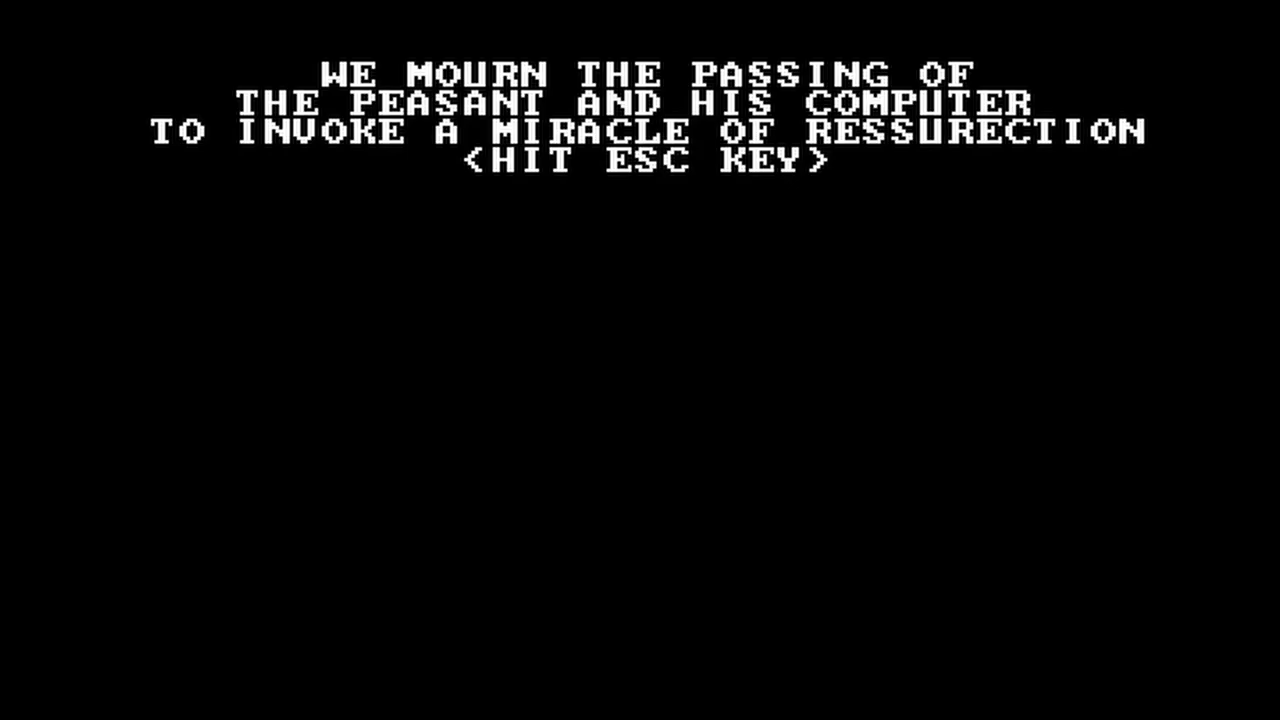 WE MOURN THE PASSING OF
THE PEASANT AND HIS COMPUTER
TO INVOKE A MIRACLE OF RESSURECTION
<HIT ESC KEY>